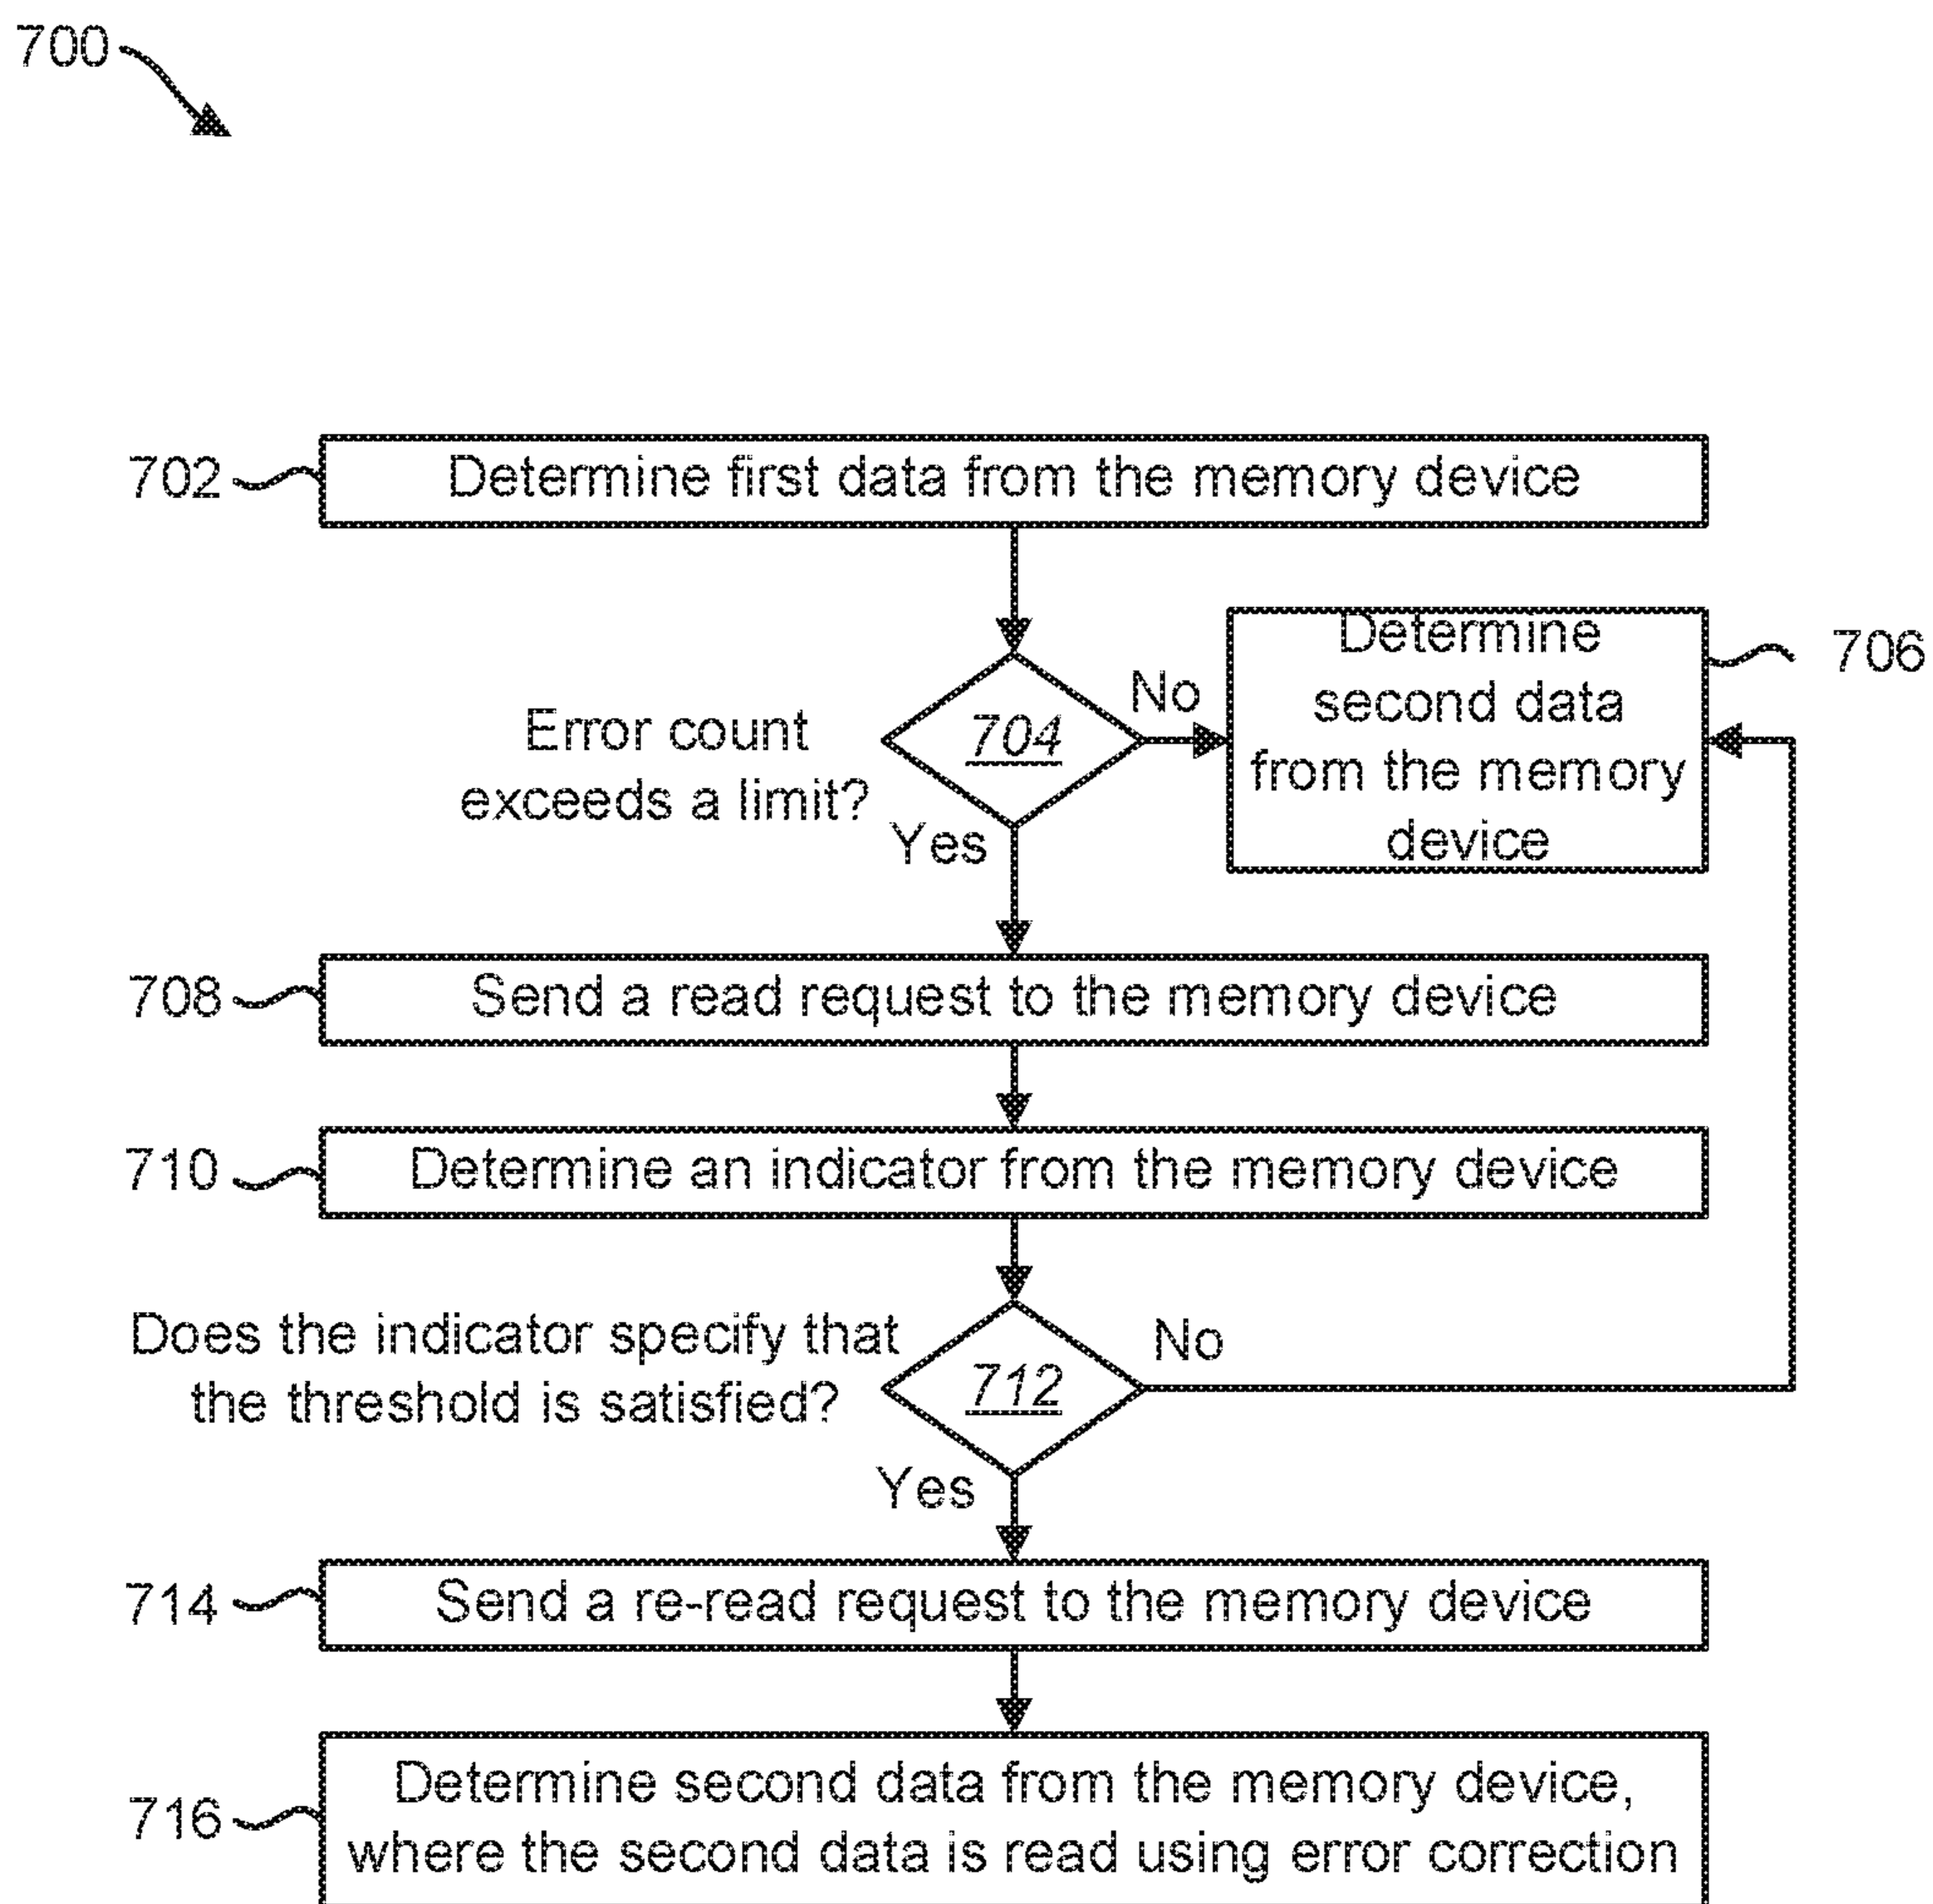 700
702
Determine first data from the memory device
Error count
exceeds a limit?
704
No
Yes
Determine
second data
from the memory
device
706
708
Send a read request to the memory device
710
Determine an indicator from the memory device
Does the indicator specify that
the threshold is satisfied?
712
No
Yes
714
Send a re-read request to the memory device
716
Determine second data from the memory device,
where the second data is read using error correction